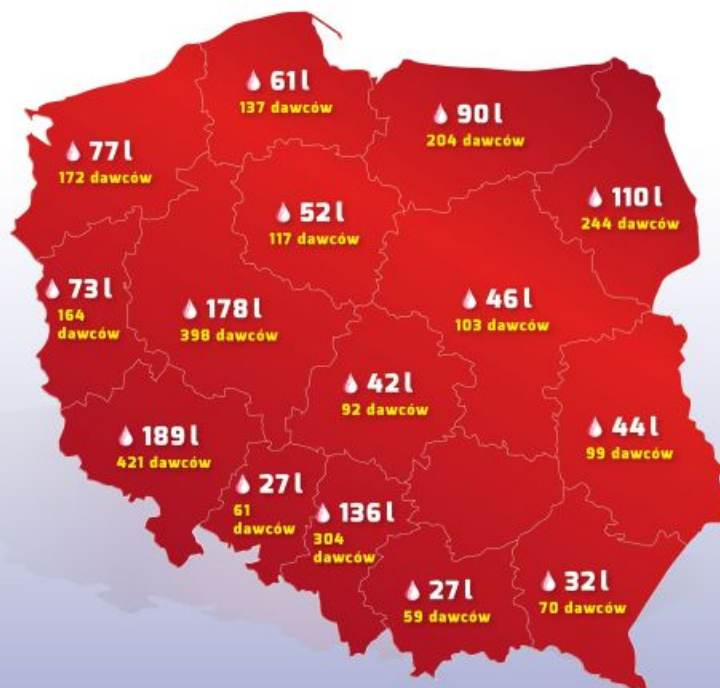 61 l
137 dawców
90 l
204 dawców
77 l
172 dawców
110 l
244 dawców
52 l
117 dawców
73 l
164
dawców
178 l
398 dawców
46 l
103 dawców
42 l
92 dawców
189 l
421 dawców
44 l
99 dawców
27 l
61
dawców
136 l
304
dawców
27 l
59 dawców
32 l
70 dawców